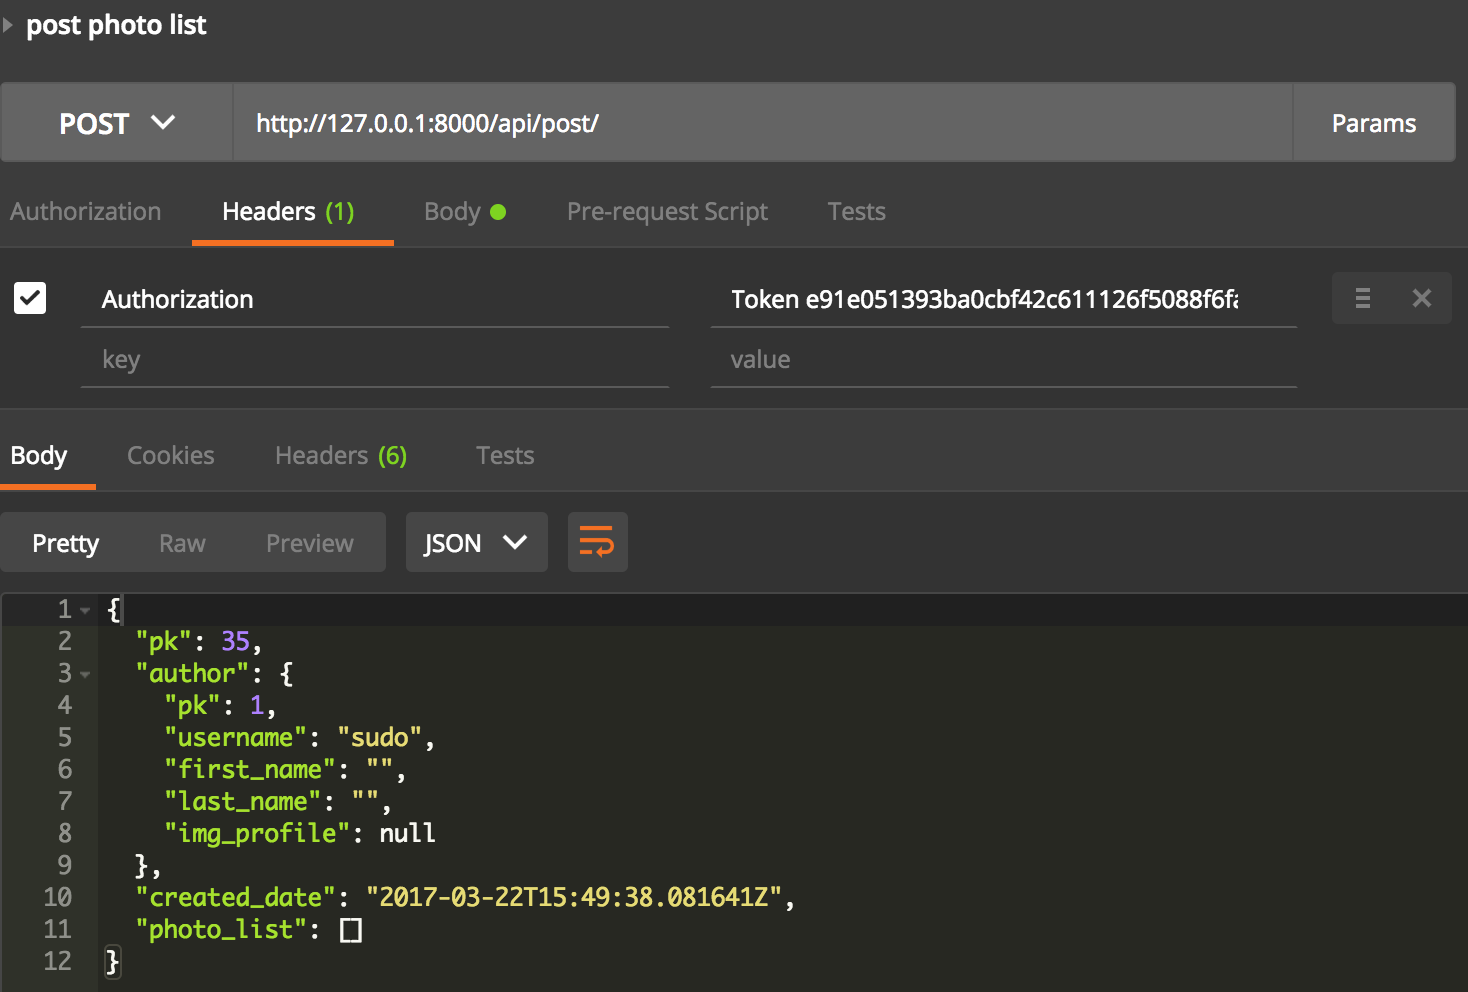 post photo list
POST http://127.0.0.1:8000/api/post/ Params
Authorization Headers (1) Body Pre-request Script Tests
Authorization Token e91e051393ba0cbf42c611126f5088f6fa
key value
Body Cookies Headers (6) Tests
Pretty Raw Preview JSON
1 {
2 "pk": 35,
3 "author": {
4 "pk": 1,
5 "username": "sudo",
6 "first_name": "",
7 "last_name": "",
8 "img_profile": null
9 },
10 "created_date": "2017-03-22T15:49:38.081641Z",
11 "photo_list": []
12 }